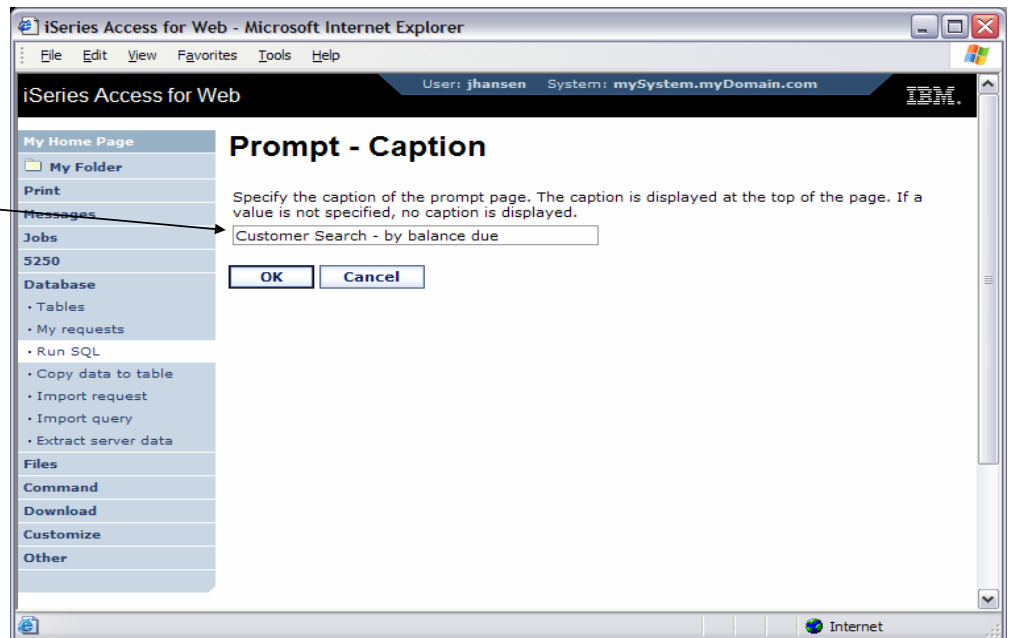 iSeries Access for Web - Microsoft Internet Explorer
File Edit View Favorites Tools Help
iSeries Access for Web
User: jhansen System: mySystem.myDomain.com
IBM.
My Home Page
My Folder
Print
Messages
Jobs
5250
Database
• Tables
• My requests
• Run SQL
• Copy data to table
• Import request
• Import query
• Extract server data
Files
Command
Download
Customize
Other
Prompt - Caption
Specify the caption of the prompt page. The caption is displayed at the top of the page. If a
value is not specified, no caption is displayed.
Customer Search - by balance due
OK Cancel
Internet